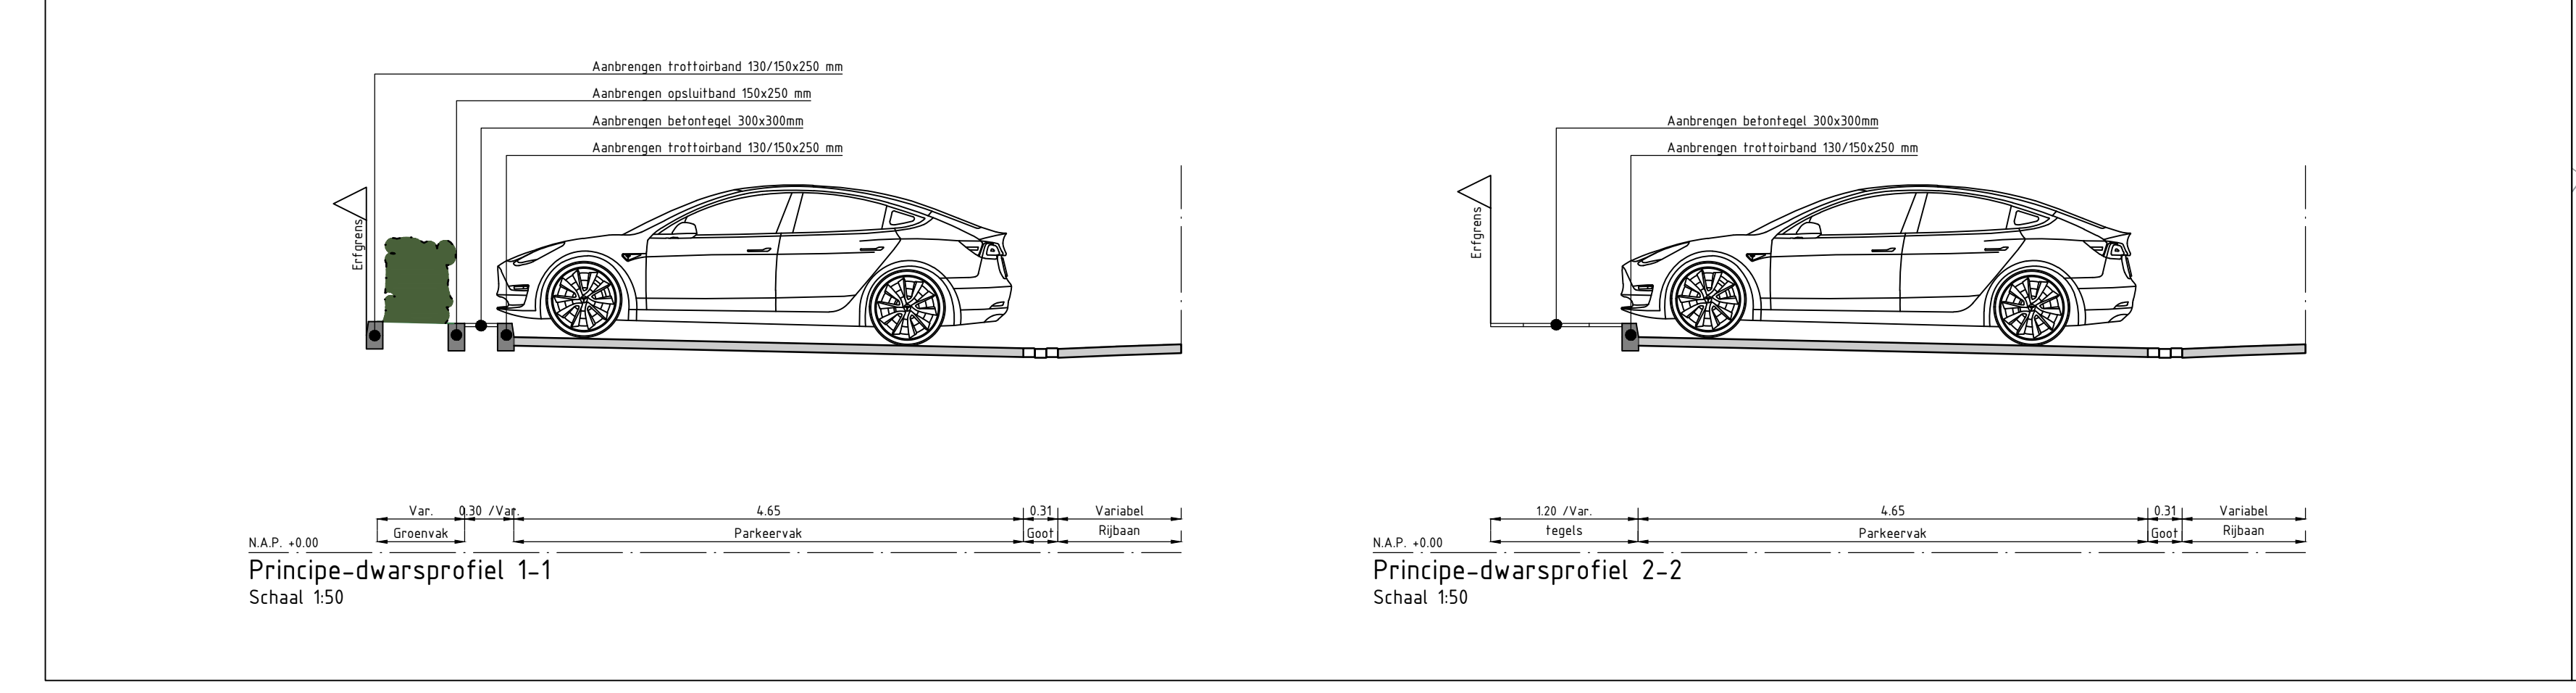 Aanbrengen trottoirband 130/150x250 mm
Aanbrengen opsluitband 150x250 mm
Aanbrengen betontegel 300x300mm
Aanbrengen trottoirband 130/150x250 mm
Erfgrens
Var.
0.30 /Var.
4.65
0.31
Variabel
Groenvak
Parkeervak
Goot
Rijbaan
N.A.P. +0.00
Principe-dwarsprofiel 1-1
Schaal 1:50
Aanbrengen betontegel 300x300mm
Aanbrengen trottoirband 130/150x250 mm
Erfgrens
1.20 /Var.
4.65
0.31
Variabel
tegels
Parkeervak
Goot
Rijbaan
N.A.P. +0.00
Principe-dwarsprofiel 2-2
Schaal 1:50